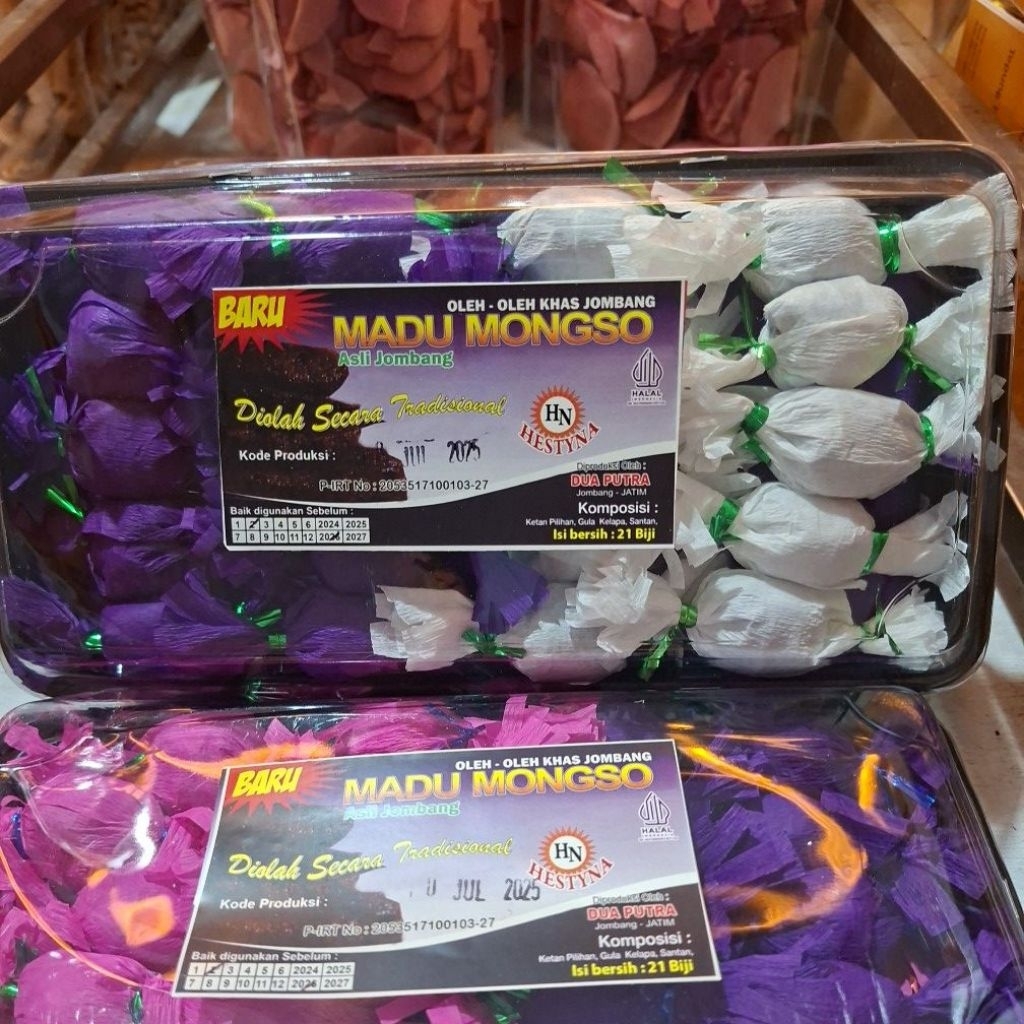 BARU
OLEH - OLEH KHAS JOMBANG
MADU MONGSO
Asli Jombang
HALAL
INDONESIA
Diolah Secara Tradisional
HN
HESTYNA
Kode Produksi :
JUL 2025
P-IRT No : 2053517100103-27
Diproduksi Oleh :
DUA PUTRA
Jombang - JATIM
Baik digunakan Sebelum :
1 2 3 4 5 6 2024 2025
7 8 9 10 11 12 2026 2027
Komposisi :
Ketan Pilihan, Gula Kelapa, Santan,
Isi bersih : 21 Biji
BARU
OLEH - OLEH KHAS JOMBANG
MADU MONGSO
Asli Jombang
HALAL
INDONESIA
Diolah Secara Tradisional
HN
HESTYNA
Kode Produksi :
0 JUL 2025
P-IRT No : 2053517100103-27
Diproduksi Oleh :
DUA PUTRA
Jombang - JATIM
Baik digunakan Sebelum :
1 2 3 4 5 6 2024 2025
7 8 9 10 11 12 2026 2027
Komposisi :
Ketan Pilihan, Gula Kelapa, Santan,
Isi bersih : 21 Biji